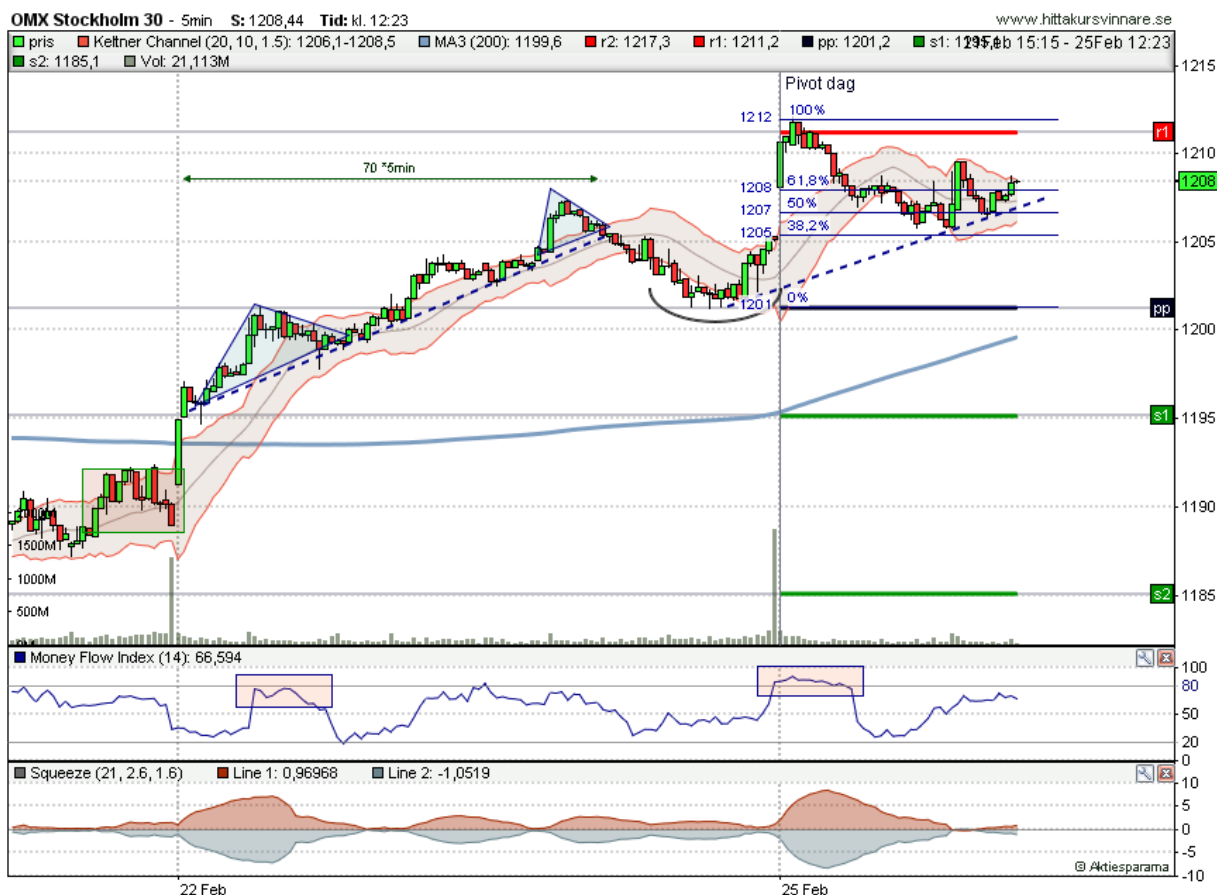 OMX Stockholm 30 - 5min S: 1208,44 Tid: kl. 12:23
www.hittakursvinnare.se
pris Keltner Channel (20, 10, 1.5): 1206,1-1208,5 MA3 (200): 1199,6 r2: 1217,3 r1: 1211,2 pp: 1201,2 s1: 15:15 - 25Feb 12:23
s2: 1185,1 Vol: 21,113M
1215
Pivot dag
1212 100%
r1
1210
70 *5min
1208 61,8%
1208
1207 50%
1205 38,2%
1205
1201 0%
pp
1200
s1
1195
1190
1500M
1000M
s2
1185
500M
Money Flow Index (14): 66,594
100
80
50
20
0
Squeeze (21, 2.6, 1.6) Line 1: 0,96968 Line 2: -1,0519
10
5
0
-5
© Aktiesparama
-10
22 Feb 25 Feb